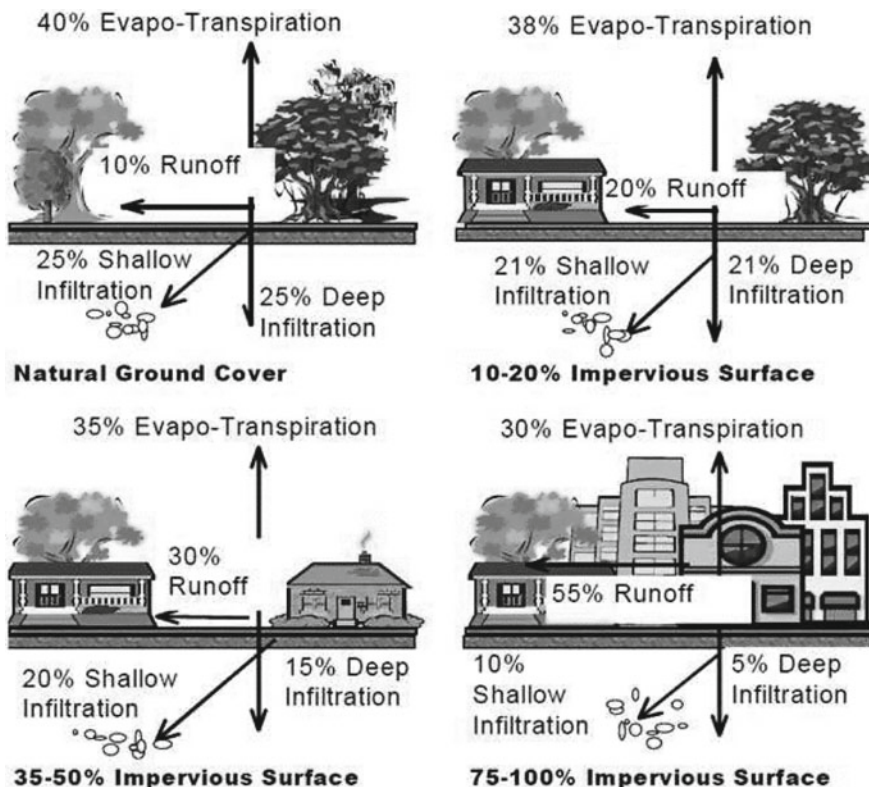 40% Evapo-Transpiration
10% Runoff
25% Shallow
Infiltration
25% Deep
Infiltration
Natural Ground Cover
38% Evapo-Transpiration
20% Runoff
21% Shallow
Infiltration
21% Deep
Infiltration
10-20% Impervious Surface
35% Evapo-Transpiration
30%
Runoff
20% Shallow
Infiltration
15% Deep
Infiltration
35-50% Impervious Surface
30% Evapo-Transpiration
55% Runoff
10%
Shallow
Infiltration
5% Deep
Infiltration
75-100% Impervious Surface